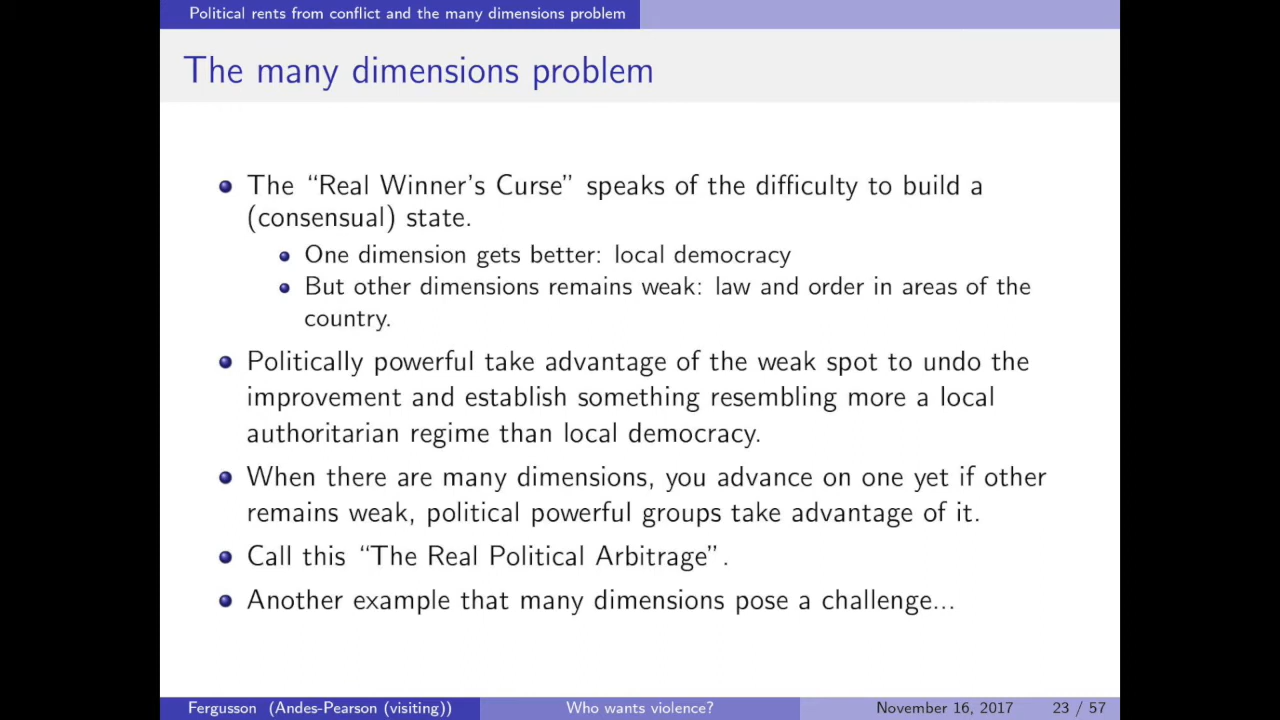 Political rents from conflict and the many dimensions problem
The many dimensions problem
The “Real Winner’s Curse” speaks of the difficulty to build a
(consensual) state.
One dimension gets better: local democracy
But other dimensions remains weak: law and order in areas of the
country.
Politically powerful take advantage of the weak spot to undo the
improvement and establish something resembling more a local
authoritarian regime than local democracy.
When there are many dimensions, you advance on one yet if other
remains weak, political powerful groups take advantage of it.
Call this “The Real Political Arbitrage”.
Another example that many dimensions pose a challenge...
Fergusson (Andes-Pearson (visiting)) Who wants violence? November 16, 2017 23 / 57